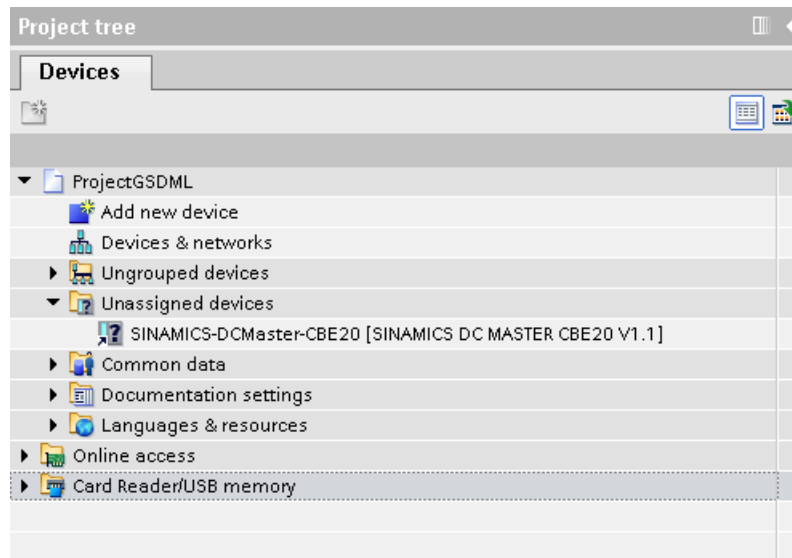 Project tree
Devices
ProjectGSDML
Add new device
Devices & networks
Ungrouped devices
Unassigned devices
SINAMICS-DCMaster-CBE20 [SINAMICS DC MASTER CBE20 V1.1]
Common data
Documentation settings
Languages & resources
Online access
Card Reader/USB memory